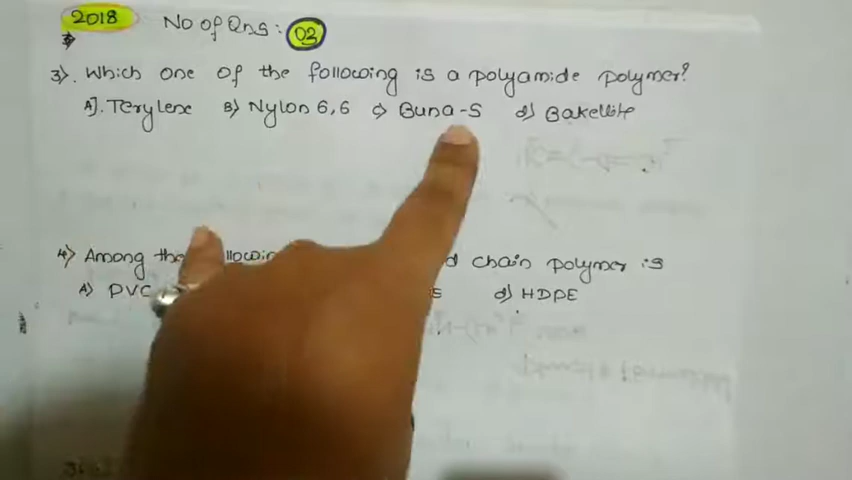 2018 No of Qns: 02
3). Which one of the following is a polyamide polymer?
A]. Terylene B) Nylon 6,6 c) Buna-S d) Bakellite
4) Among the chain polymer is
A) PVC d) HDPE